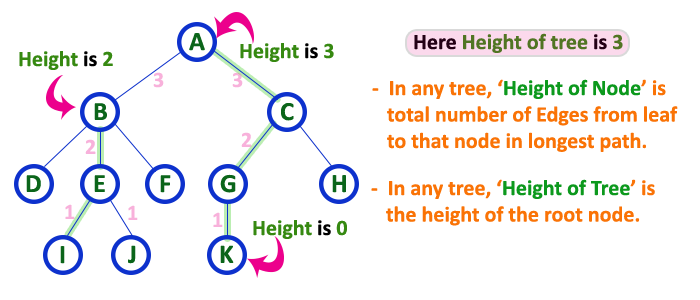 A
Height is 3
Here Height of tree is 3
Height is 2
3
3
- In any tree, ‘Height of Node’ is
total number of Edges from leaf
to that node in longest path.
B
C
2
2
D
E
F
G
H
- In any tree, ‘Height of Tree’ is
the height of the root node.
1
1
1
Height is 0
I
J
K